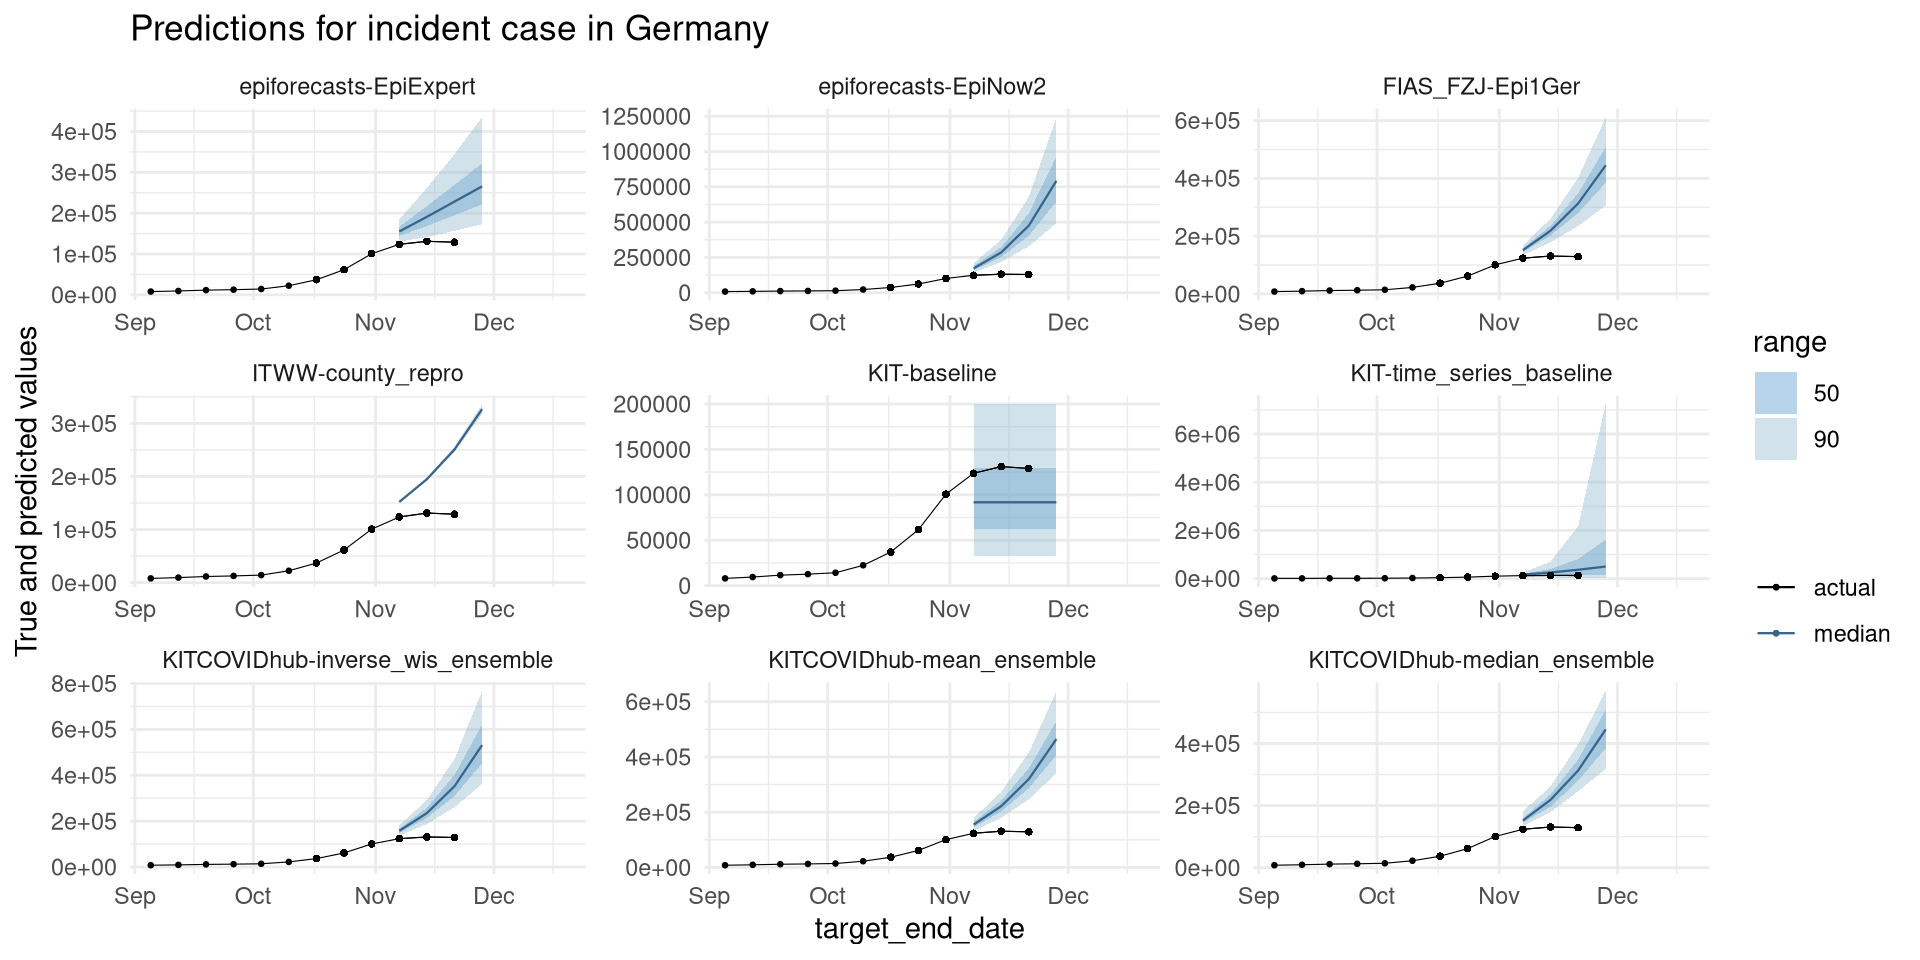 Predictions for incident case in Germany
True and predicted values
epiforecasts-EpiExpert
4e+05
3e+05
2e+05
1e+05
0e+00
Sep Oct Nov Dec
epiforecasts-EpiNow2
1250000
1000000
750000
500000
250000
0
Sep Oct Nov Dec
FIAS_FZJ-Epi1Ger
6e+05
4e+05
2e+05
0e+00
Sep Oct Nov Dec
ITWW-county_repro
3e+05
2e+05
1e+05
0e+00
Sep Oct Nov Dec
KIT-baseline
200000
150000
100000
50000
0
Sep Oct Nov Dec
KIT-time_series_baseline
6e+06
4e+06
2e+06
0e+00
Sep Oct Nov Dec
KITCOVIDhub-inverse_wis_ensemble
8e+05
6e+05
4e+05
2e+05
0e+00
Sep Oct Nov Dec
KITCOVIDhub-mean_ensemble
6e+05
4e+05
2e+05
0e+00
Sep Oct Nov Dec
KITCOVIDhub-median_ensemble
4e+05
2e+05
0e+00
Sep Oct Nov Dec
target_end_date
range
50
90
actual
median